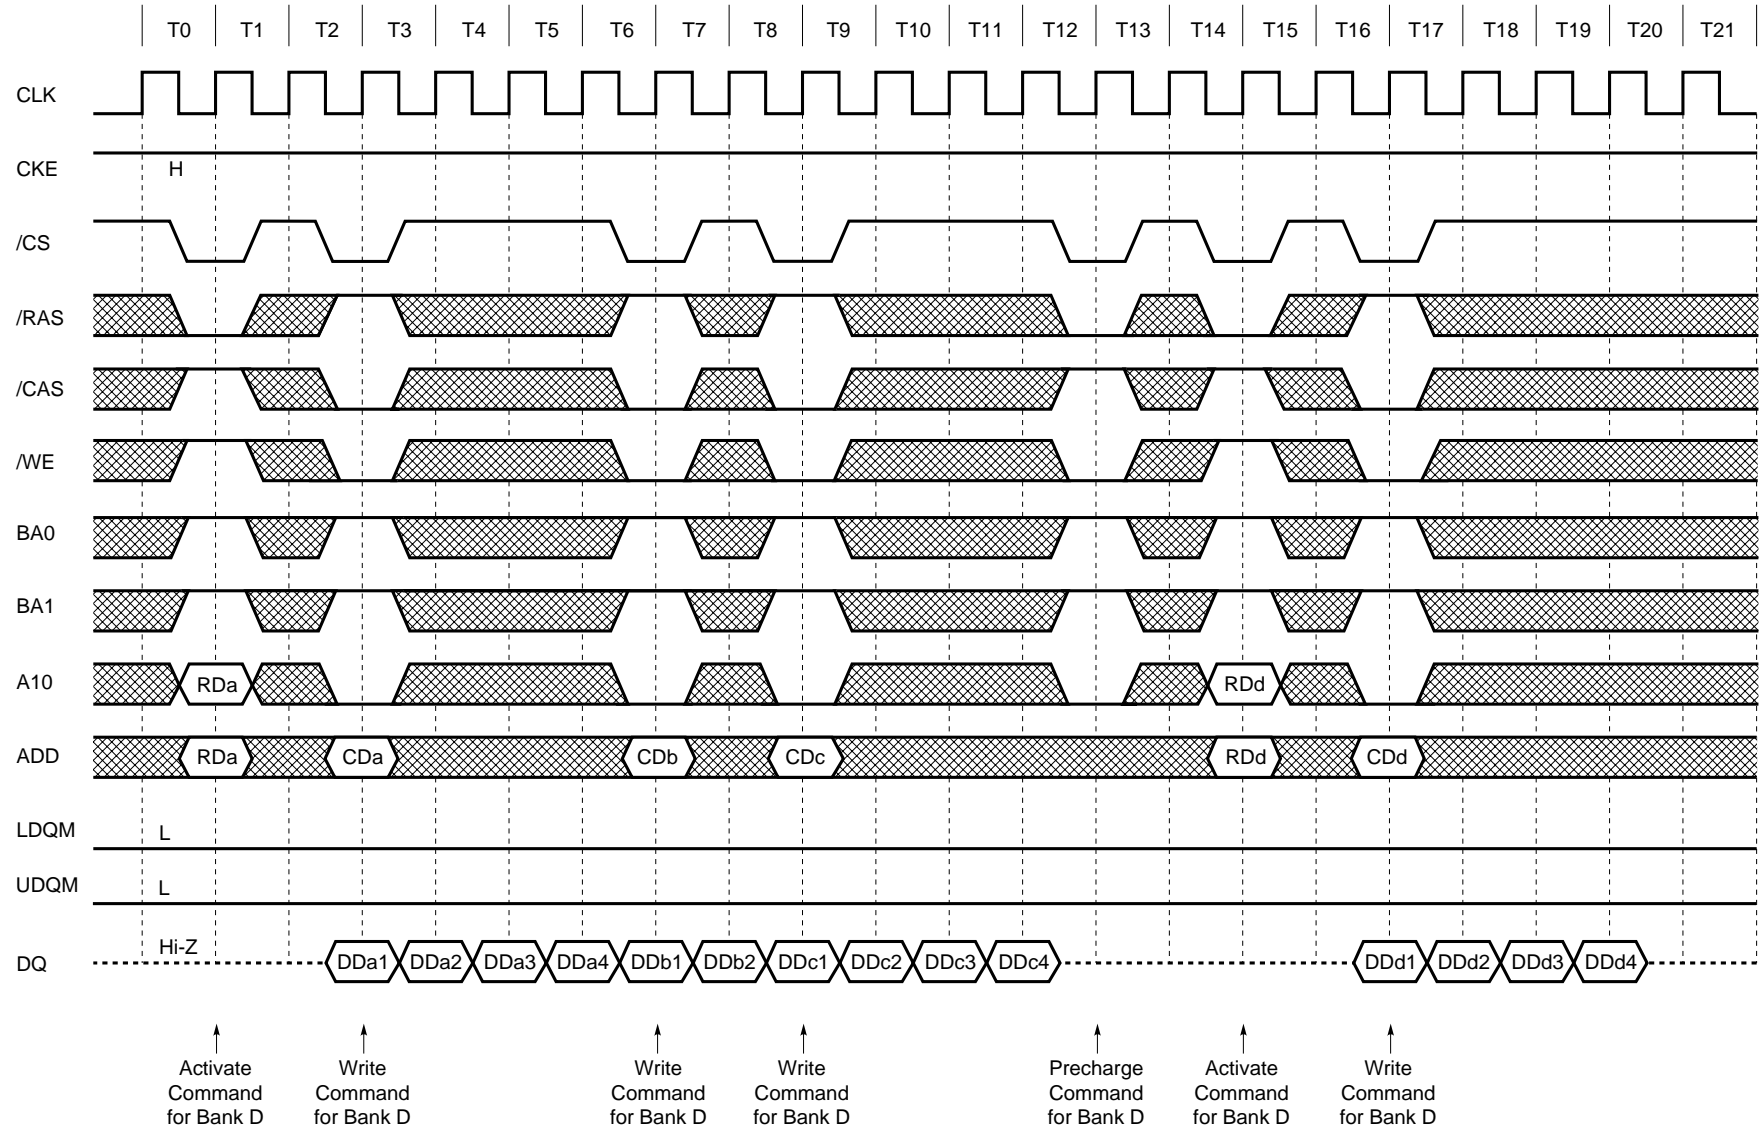 T0 T1 T2 T3 T4 T5 T6 T7 T8 T9 T10 T11 T12 T13 T14 T15 T16 T17 T18 T19 T20 T21
CLK
CKE H
/CS
/RAS
/CAS
/WE
BA0
BA1
A10 RDa RDd
ADD RDa CDa CDb CDc RDd CDd
LDQM L
UDQM L
DQ Hi-Z DDa1 DDa2 DDa3 DDa4 DDb1 DDb2 DDc1 DDc2 DDc3 DDc4 DDd1 DDd2 DDd3 DDd4
Activate
Command
for Bank D
Write
Command
for Bank D
Write
Command
for Bank D
Write
Command
for Bank D
Precharge
Command
for Bank D
Activate
Command
for Bank D
Write
Command
for Bank D